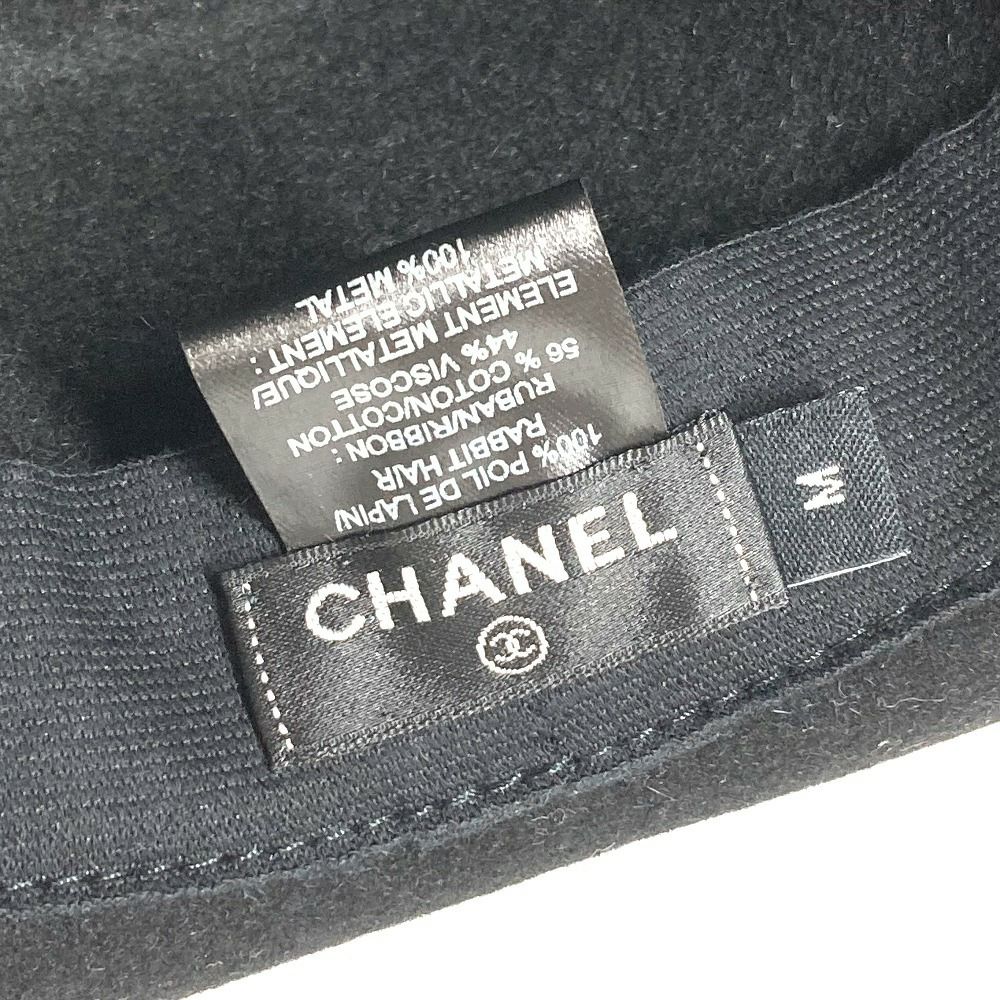 100% POIL DE LAPIN/
RABBIT HAIR
RUBAN/RIBBON :
56 % COTON/COTTON
44% VISCOSE
ELEMENT METALLIQUE/
METALLIC ELEMENT :
100% METAL
CHANEL
M